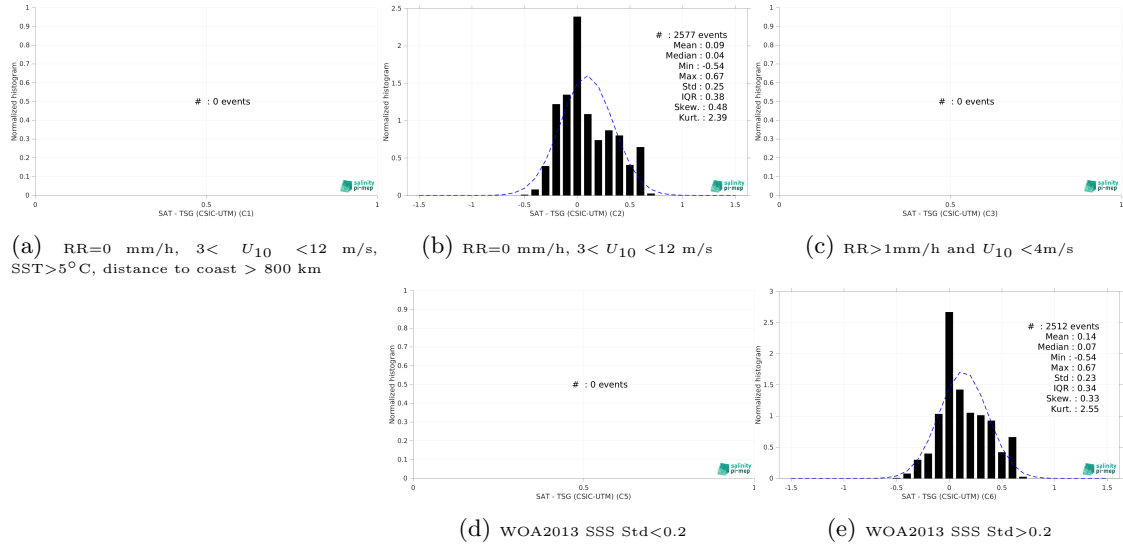 Normalized histogram
1
0.9
0.8
0.7
0.6
0.5
0.4
0.3
0.2
0.1
0
# : 0 events
0 0.5 1
SAT - TSG (CSIC-UTM) (C1)
salinity
pi-mep
(a) RR=0 mm/h, 3< U10 <12 m/s,
SST>5°C, distance to coast > 800 km
Normalized histogram
2.5
2
1.5
1
0.5
0
# : 2577 events
Mean : 0.09
Median : 0.04
Min : -0.54
Max : 0.67
Std : 0.25
IQR : 0.38
Skew. : 0.48
Kurt. : 2.39
-1.5 -1 -0.5 0 0.5 1 1.5
SAT - TSG (CSIC-UTM) (C2)
salinity
pi-mep
(b) RR=0 mm/h, 3< U10 <12 m/s
Normalized histogram
1
0.9
0.8
0.7
0.6
0.5
0.4
0.3
0.2
0.1
0
# : 0 events
0 0.5 1
SAT - TSG (CSIC-UTM) (C3)
salinity
pi-mep
(c) RR>1mm/h and U10 <4m/s
Normalized histogram
1
0.9
0.8
0.7
0.6
0.5
0.4
0.3
0.2
0.1
0
# : 0 events
0 0.5 1
SAT - TSG (CSIC-UTM) (C5)
salinity
pi-mep
(d) WOA2013 SSS Std<0.2
Normalized histogram
3
2.5
2
1.5
1
0.5
0
# : 2512 events
Mean : 0.14
Median : 0.07
Min : -0.54
Max : 0.67
Std : 0.23
IQR : 0.34
Skew. : 0.33
Kurt. : 2.55
-1.5 -1 -0.5 0 0.5 1 1.5
SAT - TSG (CSIC-UTM) (C6)
salinity
pi-mep
(e) WOA2013 SSS Std>0.2